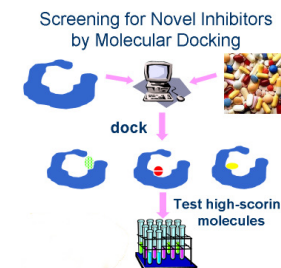 Screening for Novel Inhibitors
by Molecular Docking
dock
Test high-scorin
molecules